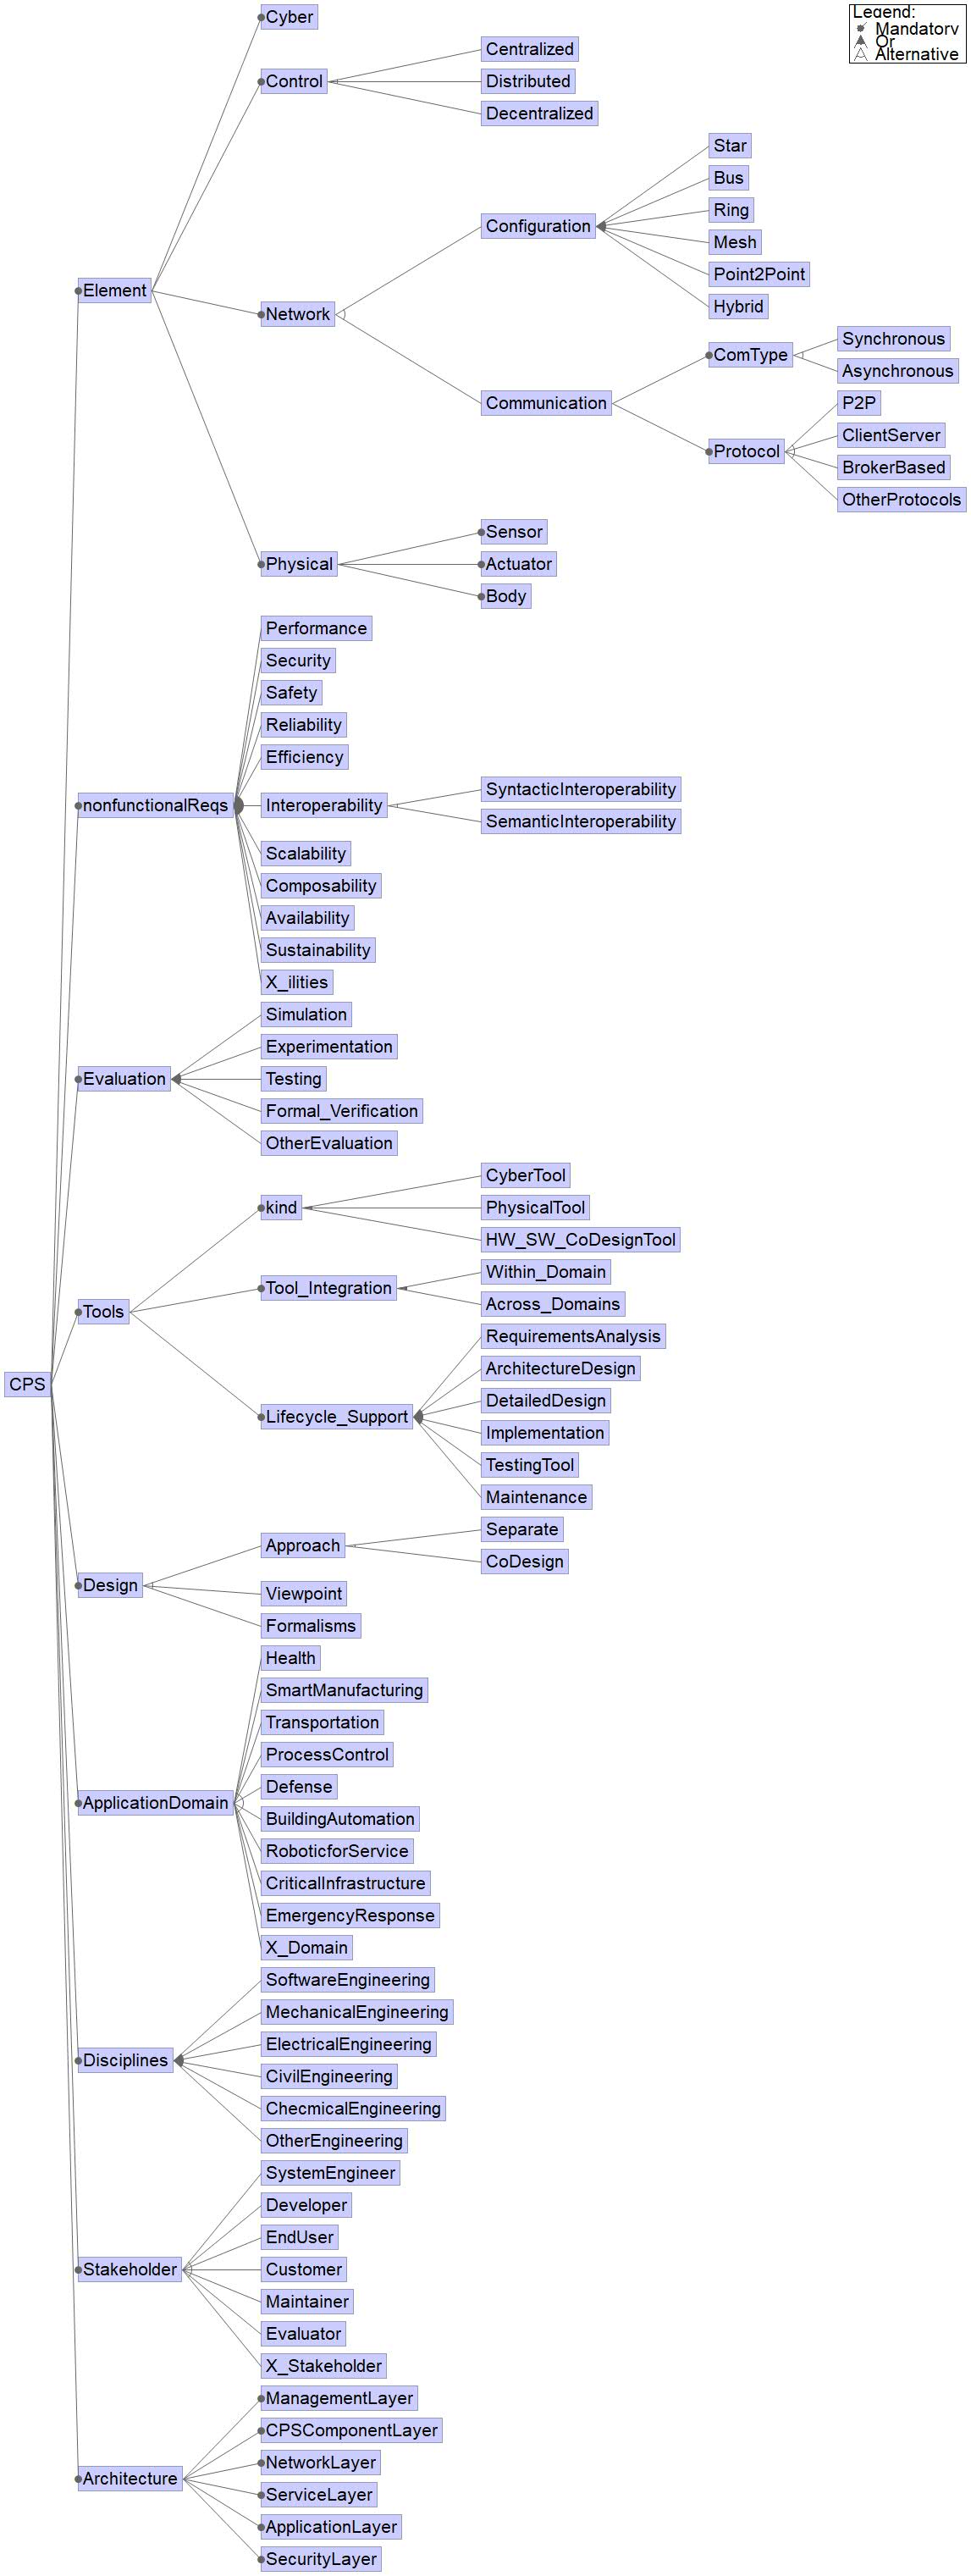 Legend:
Mandatory
Or
Alternative
Cyber
Control
Centralized
Distributed
Decentralized
Element
Network
Configuration
Star
Bus
Ring
Mesh
Point2Point
Hybrid
Communication
ComType
Synchronous
Asynchronous
Protocol
P2P
ClientServer
BrokerBased
OtherProtocols
Physical
Sensor
Actuator
Body
nonfunctionalReqs
Performance
Security
Safety
Reliability
Efficiency
Interoperability
SyntacticInteroperability
SemanticInteroperability
Scalability
Composability
Availability
Sustainability
X_ilities
Evaluation
Simulation
Experimentation
Testing
Formal_Verification
OtherEvaluation
Tools
kind
CyberTool
PhysicalTool
HW_SW_CoDesignTool
Tool_Integration
Within_Domain
Across_Domains
Lifecycle_Support
RequirementsAnalysis
ArchitectureDesign
DetailedDesign
Implementation
TestingTool
Maintenance
CPS
Design
Approach
Separate
CoDesign
Viewpoint
Formalisms
ApplicationDomain
Health
SmartManufacturing
Transportation
ProcessControl
Defense
BuildingAutomation
RoboticforService
CriticalInfrastructure
EmergencyResponse
X_Domain
Disciplines
SoftwareEngineering
MechanicalEngineering
ElectricalEngineering
CivilEngineering
ChecmicalEngineering
OtherEngineering
Stakeholder
SystemEngineer
Developer
EndUser
Customer
Maintainer
Evaluator
X_Stakeholder
Architecture
ManagementLayer
CPSComponentLayer
NetworkLayer
ServiceLayer
ApplicationLayer
SecurityLayer